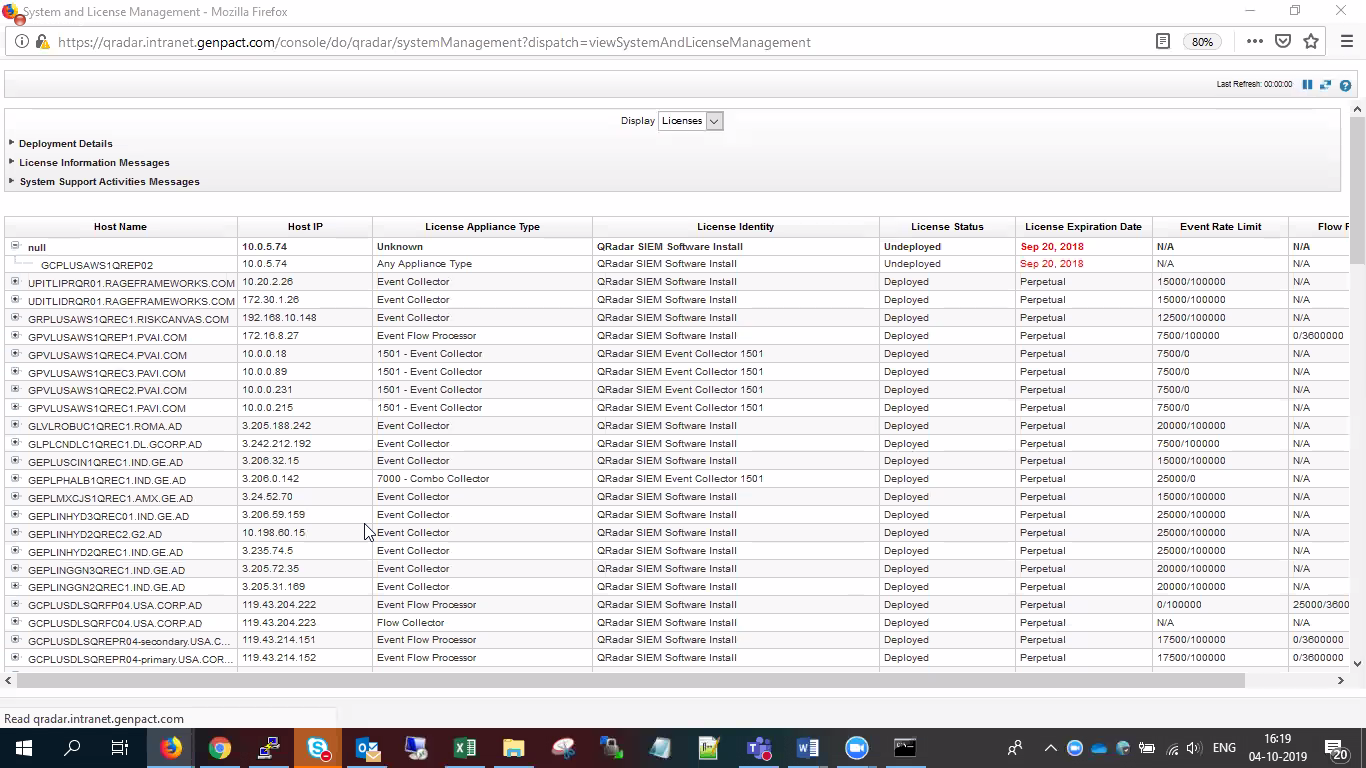 System and License Management - Mozilla Firefox
https://qradar.intranet.genpact.com/console/do/qradar/systemManagement?dispatch=viewSystemAndLicenseManagement 80%
Last Refresh: 00:00:00
Display Licenses
Deployment Details
License Information Messages
System Support Activities Messages
Host Name Host IP License Appliance Type License Identity License Status License Expiration Date Event Rate Limit Flow R
null 10.0.5.74 Unknown QRadar SIEM Software Install Undeployed Sep 20, 2018 N/A N/A
GCPLUSAWS1QREP02 10.0.5.74 Any Appliance Type QRadar SIEM Software Install Undeployed Sep 20, 2018 N/A N/A
UPITLIPRQR01.RAGEFRAMEWORKS.COM 10.20.2.26 Event Collector QRadar SIEM Software Install Deployed Perpetual 15000/100000 N/A
UDITLIDRQR01.RAGEFRAMEWORKS.COM 172.30.1.26 Event Collector QRadar SIEM Software Install Deployed Perpetual 15000/100000 N/A
GRPLUSAWS1QREC1.RISKCANVAS.COM 192.168.10.148 Event Collector QRadar SIEM Software Install Deployed Perpetual 12500/100000 N/A
GPVLUSAWS1QREP1.PVAI.COM 172.16.8.27 Event Flow Processor QRadar SIEM Software Install Deployed Perpetual 7500/100000 0/3600000
GPVLUSAWS1QREC4.PVAI.COM 10.0.0.18 1501 - Event Collector QRadar SIEM Event Collector 1501 Deployed Perpetual 7500/0 N/A
GPVLUSAWS1QREC3.PAVI.COM 10.0.0.89 1501 - Event Collector QRadar SIEM Event Collector 1501 Deployed Perpetual 7500/0 N/A
GPVLUSAWS1QREC2.PVAI.COM 10.0.0.231 1501 - Event Collector QRadar SIEM Event Collector 1501 Deployed Perpetual 7500/0 N/A
GPVLUSAWS1QREC1.PAVI.COM 10.0.0.215 1501 - Event Collector QRadar SIEM Event Collector 1501 Deployed Perpetual 7500/0 N/A
GLVLROBUC1QREC1.ROMA.AD 3.205.188.242 Event Collector QRadar SIEM Software Install Deployed Perpetual 20000/100000 N/A
GLPLCNDLC1QREC1.DL.GCORP.AD 3.242.212.192 Event Collector QRadar SIEM Software Install Deployed Perpetual 7500/100000 N/A
GEPLUSCIN1QREC1.IND.GE.AD 3.206.32.15 Event Collector QRadar SIEM Software Install Deployed Perpetual 15000/100000 N/A
GEPLPHALB1QREC1.IND.GE.AD 3.206.0.142 7000 - Combo Collector QRadar SIEM Event Collector 1501 Deployed Perpetual 25000/0 N/A
GEPLMXCJS1QREC1.AMX.GE.AD 3.24.52.70 Event Collector QRadar SIEM Software Install Deployed Perpetual 15000/100000 N/A
GEPLINHYD3QREC01.IND.GE.AD 3.206.59.159 Event Collector QRadar SIEM Software Install Deployed Perpetual 25000/100000 N/A
GEPLINHYD2QREC2.G2.AD 10.198.60.15 Event Collector QRadar SIEM Software Install Deployed Perpetual 25000/100000 N/A
GEPLINHYD2QREC1.IND.GE.AD 3.235.74.5 Event Collector QRadar SIEM Software Install Deployed Perpetual 25000/100000 N/A
GEPLINGGN3QREC1.IND.GE.AD 3.205.72.35 Event Collector QRadar SIEM Software Install Deployed Perpetual 20000/100000 N/A
GEPLINGGN2QREC1.IND.GE.AD 3.205.31.169 Event Collector QRadar SIEM Software Install Deployed Perpetual 20000/100000 N/A
GCPLUSDLSQRFP04.USA.CORP.AD 119.43.204.222 Event Flow Processor QRadar SIEM Software Install Deployed Perpetual 0/100000 25000/3600
GCPLUSDLSQRFC04.USA.CORP.AD 119.43.204.223 Flow Collector QRadar SIEM Software Install Deployed Perpetual N/A N/A
GCPLUSDLSQREPR04-secondary.USA.C... 119.43.214.151 Event Flow Processor QRadar SIEM Software Install Deployed Perpetual 17500/100000 0/3600000
GCPLUSDLSQREPR04-primary.USA.COR... 119.43.214.152 Event Flow Processor QRadar SIEM Software Install Deployed Perpetual 17500/100000 0/3600000
Read qradar.intranet.genpact.com
ENG 16:19
04-10-2019 20